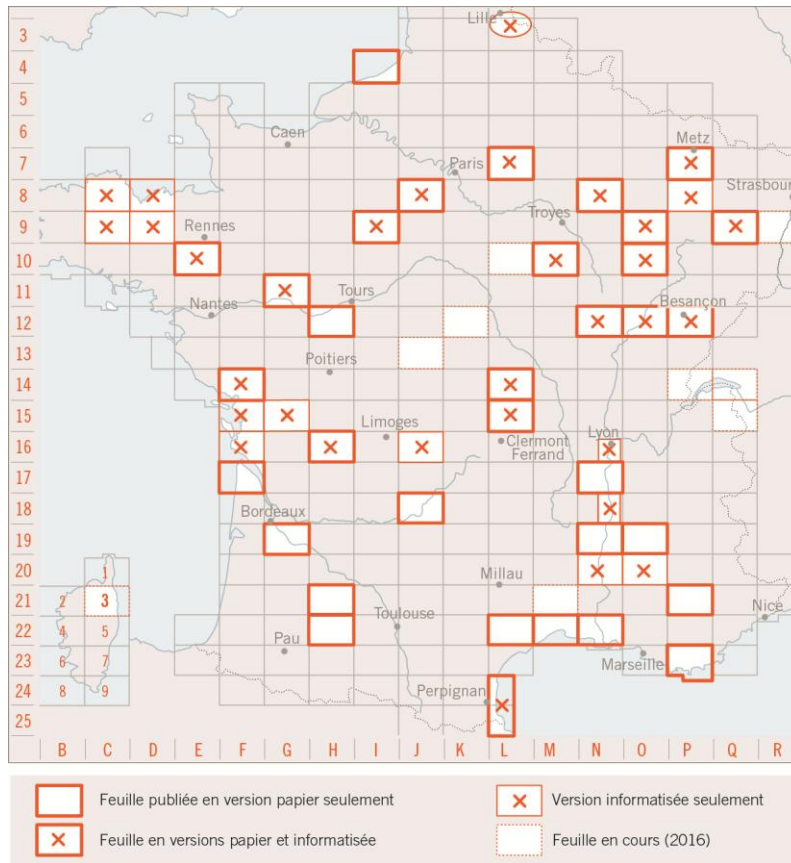 Lille
3
4
5
6
Caen
Metz
7
Paris
8
Strasbour
Troyes
9
Rennes
10
11
Tours
Nantes
Besançon
12
13
Poitiers
14
15
Limoges
Lyon
16
Clermont
Ferrand
17
18
Bordeaux
19
20
1
Millau
21
2
3
Nice
Toulouse
22
4
5
Pau
23
6
7
Marseille
24
8
9
Perpignan
25
B C D E F G H I J K L M N O P Q R
Feuille publiée en version papier seulement
Version informatisée seulement
Feuille en versions papier et informatisée
Feuille en cours (2016)